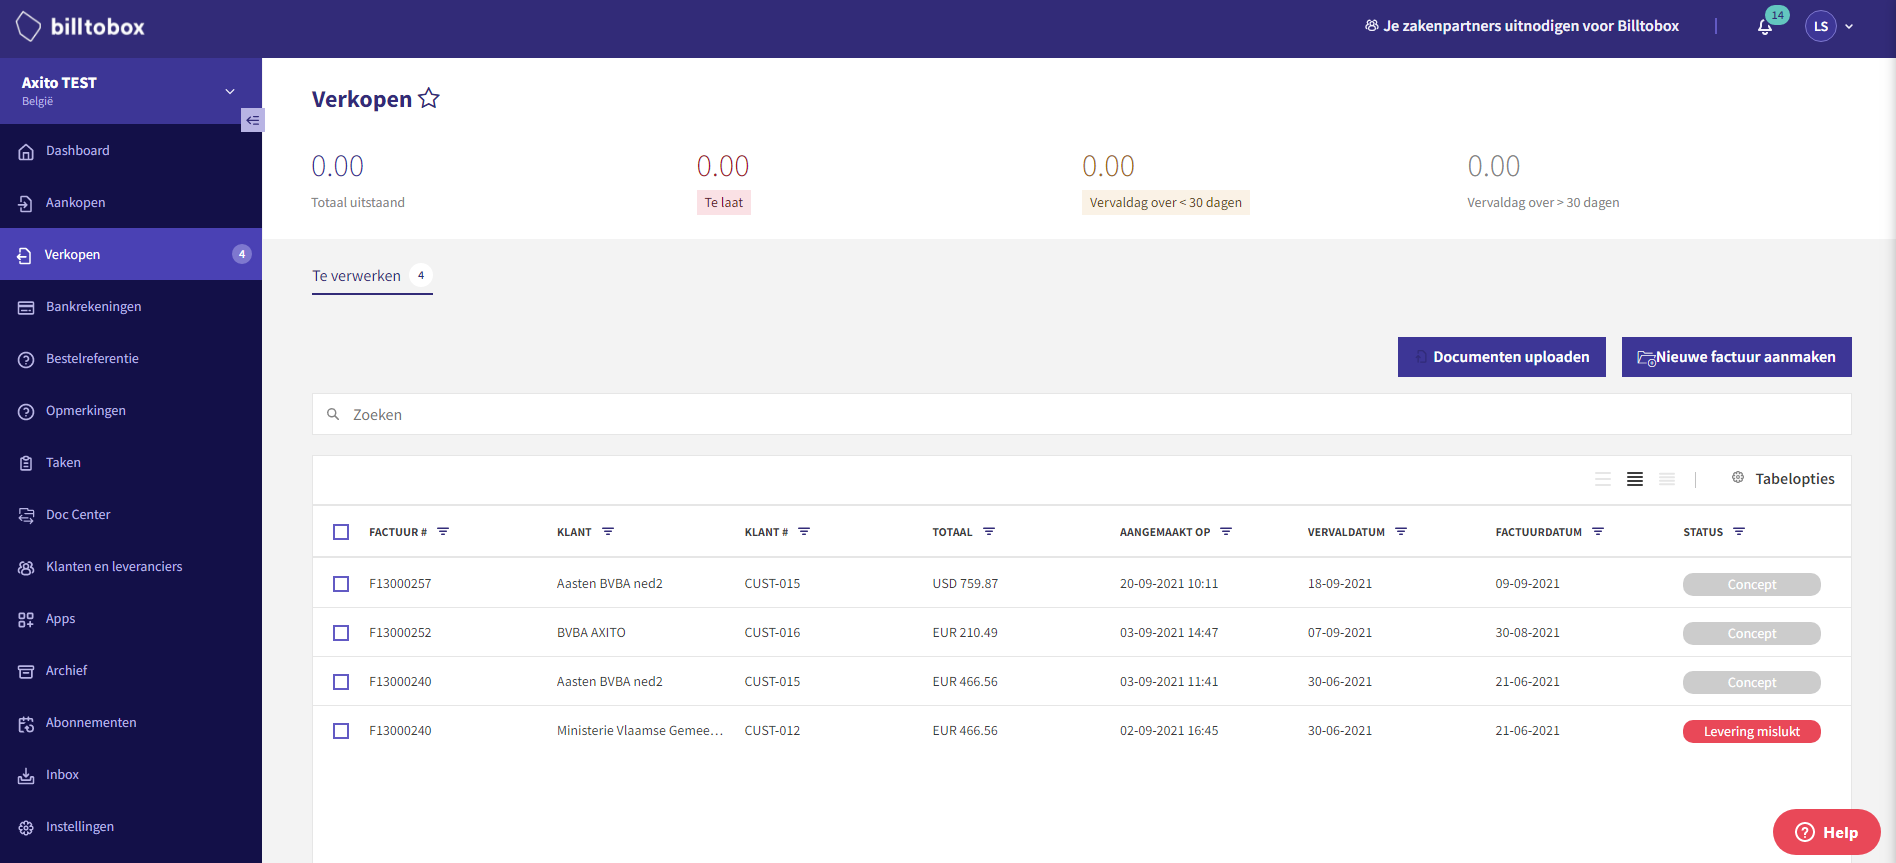 billtobox
Je zakenpartners uitnodigen voor Billtobox
14
LS
Axito TEST
België
Dashboard
Aankopen
Verkopen
4
Bankrekeningen
Bestelreferentie
Opmerkingen
Taken
Doc Center
Klanten en leveranciers
Apps
Archief
Abonnementen
Inbox
Instellingen
Verkopen
0.00
Totaal uitstaand
0.00
Te laat
0.00
Vervaldag over < 30 dagen
0.00
Vervaldag over > 30 dagen
Te verwerken 4
Documenten uploaden
Nieuwe factuur aanmaken
Zoeken
Tabelopties
FACTUUR # KLANT KLANT # TOTAAL AANGEMAAKT OP VERVALDATUM FACTUURDATUM STATUS
F13000257 Aasten BVBA ned2 CUST-015 USD 759.87 20-09-2021 10:11 18-09-2021 09-09-2021 Concept
F13000252 BVBA AXITO CUST-016 EUR 210.49 03-09-2021 14:47 07-09-2021 30-08-2021 Concept
F13000240 Aasten BVBA ned2 CUST-015 EUR 466.56 03-09-2021 11:41 30-06-2021 21-06-2021 Concept
F13000240 Ministerie Vlaamse Gemee... CUST-012 EUR 466.56 02-09-2021 16:45 30-06-2021 21-06-2021 Levering mislukt
Help